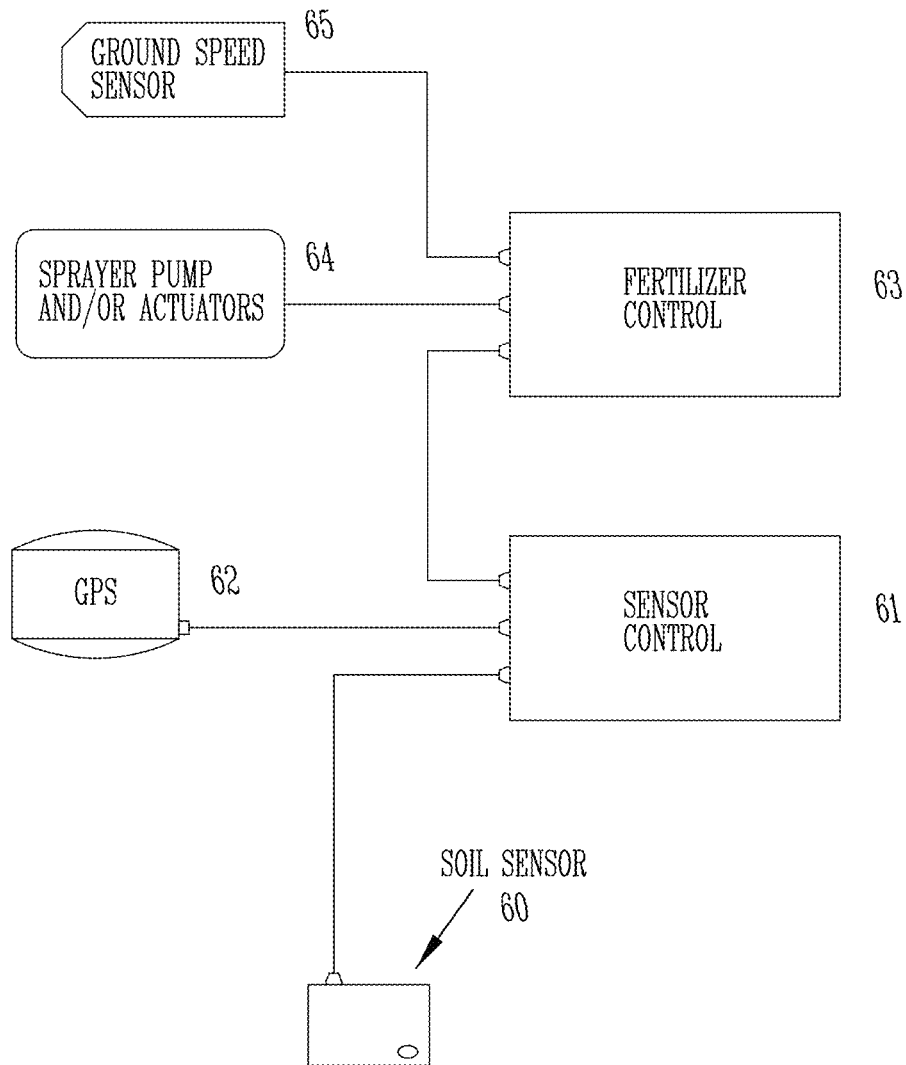 65
GROUND SPEED
SENSOR
64
SPRAYER PUMP
AND/OR ACTUATORS
FERTILIZER
CONTROL
63
GPS
62
SENSOR
CONTROL
61
SOIL SENSOR
60